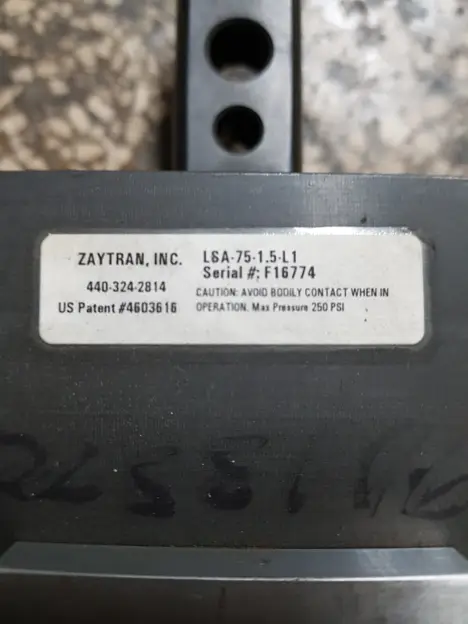 ZAYTRAN, INC.
440-324-2814
US Patent #4603616
LSA-75-1.5-L1
Serial #: F16774
CAUTION: AVOID BODILY CONTACT WHEN IN
OPERATION. Max Pressure 250 PSI